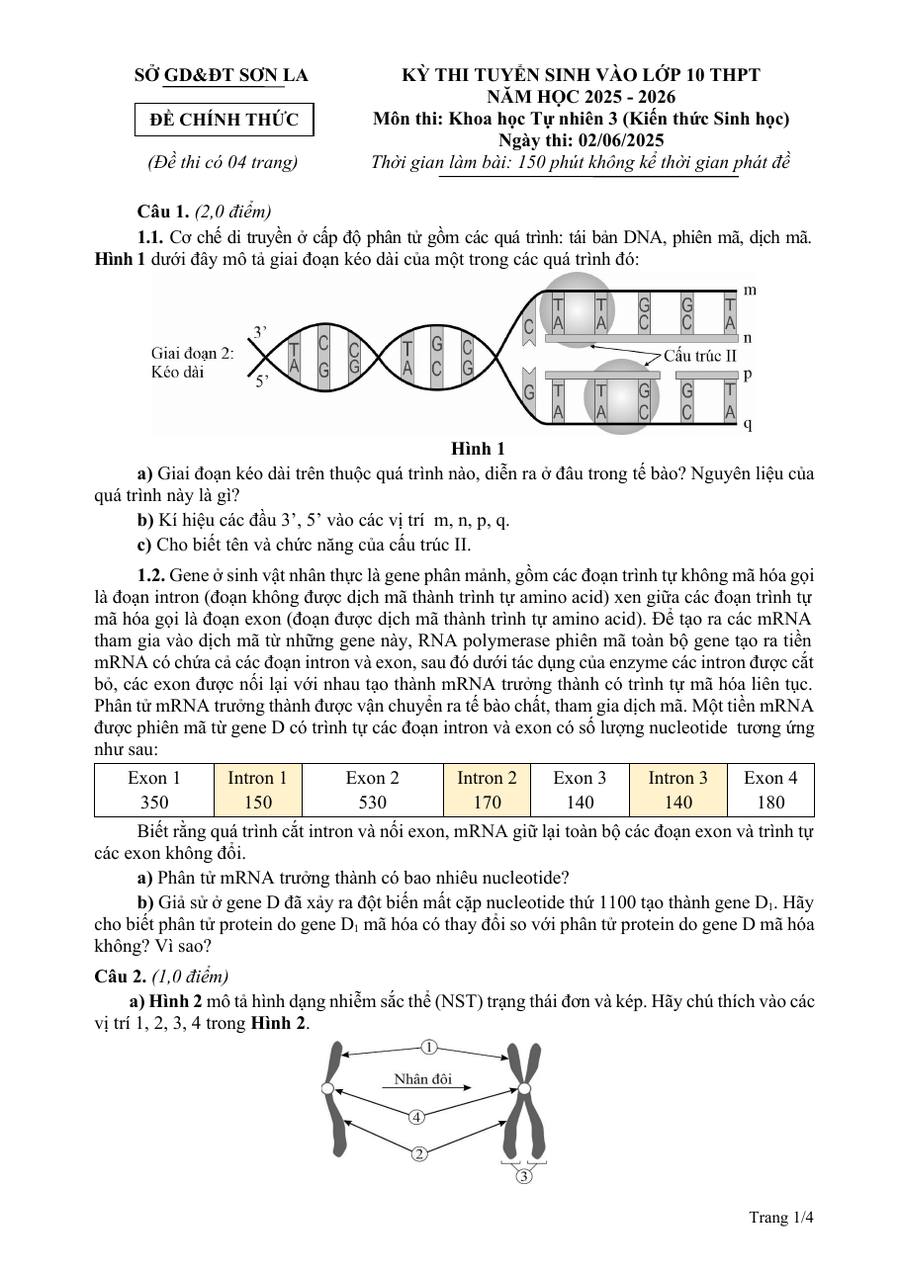 SỞ GD&ĐT SƠN LA
ĐỀ CHÍNH THỨC
(Đề thi có 04 trang)
KỲ THI TUYỂN SINH VÀO LỚP 10 THPT
NĂM HỌC 2025 - 2026
Môn thi: Khoa học Tự nhiên 3 (Kiến thức Sinh học)
Ngày thi: 02/06/2025
Thời gian làm bài: 150 phút không kể thời gian phát đề
Câu 1. (2,0 điểm)
1.1. Cơ chế di truyền ở cấp độ phân tử gồm các quá trình: tái bản DNA, phiên mã, dịch mã.
Hình 1 dưới đây mô tả giai đoạn kéo dài của một trong các quá trình đó:
Giai đoạn 2:
Kéo dài
3’
5’
T C C T G C C T T G G T m
A G G A C G A A C C A n
Cấu trúc II
T T G G T p
G A A C C A q
Hình 1
a) Giai đoạn kéo dài trên thuộc quá trình nào, diễn ra ở đâu trong tế bào? Nguyên liệu của
quá trình này là gì?
b) Kí hiệu các đầu 3’, 5’ vào các vị trí m, n, p, q.
c) Cho biết tên và chức năng của cấu trúc II.
1.2. Gene ở sinh vật nhân thực là gene phân mảnh, gồm các đoạn trình tự không mã hóa gọi
là đoạn intron (đoạn không được dịch mã thành trình tự amino acid) xen giữa các đoạn trình tự
mã hóa gọi là đoạn exon (đoạn được dịch mã thành trình tự amino acid). Để tạo ra các mRNA
tham gia vào dịch mã từ những gene này, RNA polymerase phiên mã toàn bộ gene tạo ra tiền
mRNA có chứa cả các đoạn intron và exon, sau đó dưới tác dụng của enzyme các intron được cắt
bỏ, các exon được nối lại với nhau tạo thành mRNA trưởng thành có trình tự mã hóa liên tục.
Phân tử mRNA trưởng thành được vận chuyển ra tế bào chất, tham gia dịch mã. Một tiền mRNA
được phiên mã từ gene D có trình tự các đoạn intron và exon có số lượng nucleotide tương ứng
như sau:
Exon 1 Intron 1 Exon 2 Intron 2 Exon 3 Intron 3 Exon 4
350 150 530 170 140 140 180
Biết rằng quá trình cắt intron và nối exon, mRNA giữ lại toàn bộ các đoạn exon và trình tự
các exon không đổi.
a) Phân tử mRNA trưởng thành có bao nhiêu nucleotide?
b) Giả sử ở gene D đã xảy ra đột biến mất cặp nucleotide thứ 1100 tạo thành gene D₁. Hãy
cho biết phân tử protein do gene D₁ mã hóa có thay đổi so với phân tử protein do gene D mã hóa
không? Vì sao?
Câu 2. (1,0 điểm)
a) Hình 2 mô tả hình dạng nhiễm sắc thể (NST) trạng thái đơn và kép. Hãy chú thích vào các
vị trí 1, 2, 3, 4 trong Hình 2.
1
Nhân đôi
4
2
3
Trang 1/4